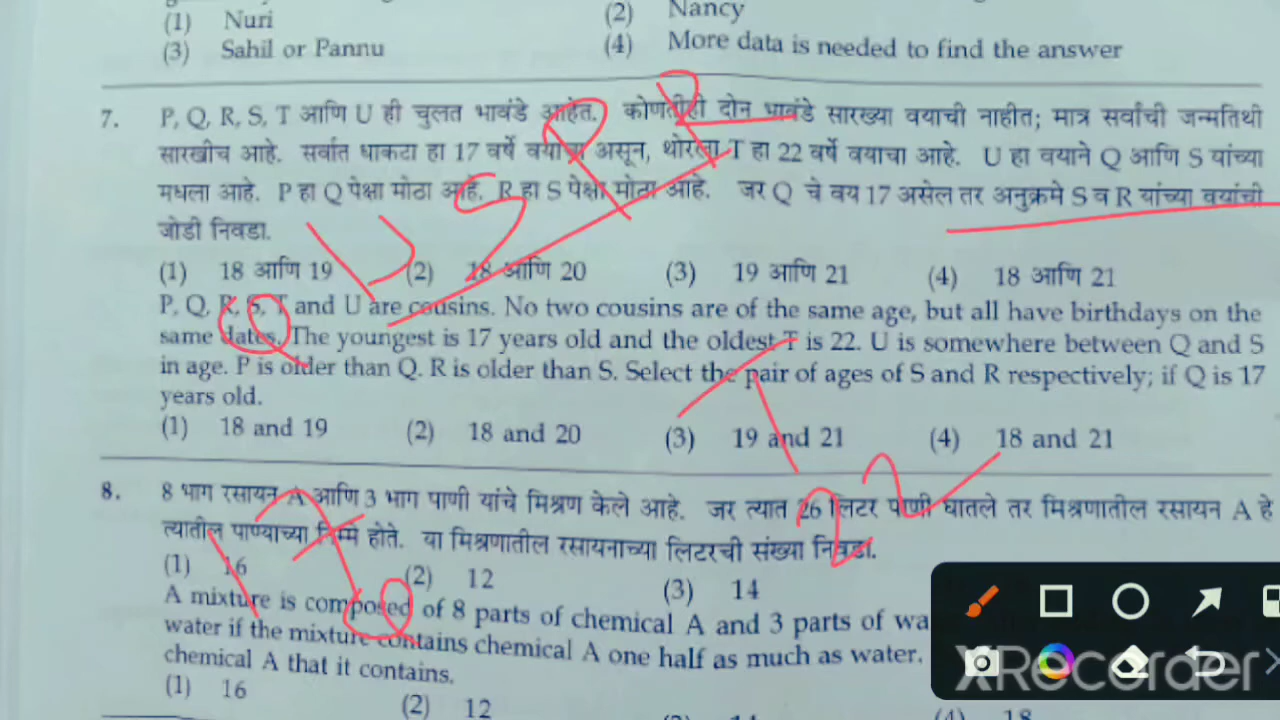 (1) Nuri (2) Nancy
(3) Sahil or Pannu (4) More data is needed to find the answer
7. P, Q, R, S, T आणि U ही चुलत भावंडे आहेत. कोणतीही दोन भावंडे सारख्या वयाची नाहीत; मात्र सर्वांची जन्मतिथी
सारखीच आहे. सर्वात धाकटा हा 17 वर्षे वयाचा असून, थोरला T हा 22 वर्षे वयाचा आहे. U हा वयाने Q आणि S यांच्या
मधला आहे. P हा Q पेक्षा मोठा आहे. R हा S पेक्षा मोठा आहे. जर Q चे वय 17 असेल तर अनुक्रमे S व R यांच्या वयांची
जोडी निवडा.
(1) 18 आणि 19 (2) 18 आणि 20 (3) 19 आणि 21 (4) 18 आणि 21
P, Q, R, S, T and U are cousins. No two cousins are of the same age, but all have birthdays on the
same dates. The youngest is 17 years old and the oldest T is 22. U is somewhere between Q and S
in age. P is older than Q. R is older than S. Select the pair of ages of S and R respectively; if Q is 17
years old.
(1) 18 and 19 (2) 18 and 20 (3) 19 and 21 (4) 18 and 21
8. 8 भाग रसायन A आणि 3 भाग पाणी यांचे मिश्रण केले आहे. जर त्यात 26 लिटर पाणी घातले तर मिश्रणातील रसायन A हे
त्यातील पाण्याच्या निम्मे होते. या मिश्रणातील रसायनाच्या लिटरची संख्या निवडा.
(1) 16 (2) 12 (3) 14
A mixture is composed of 8 parts of chemical A and 3 parts of
water if the mixture contains chemical A one half as much as water.
chemical A that it contains.
(1) 16 (2) 12 (3) 14 (4) 18
Q U S P R
T
22
17
Q
XRecorder